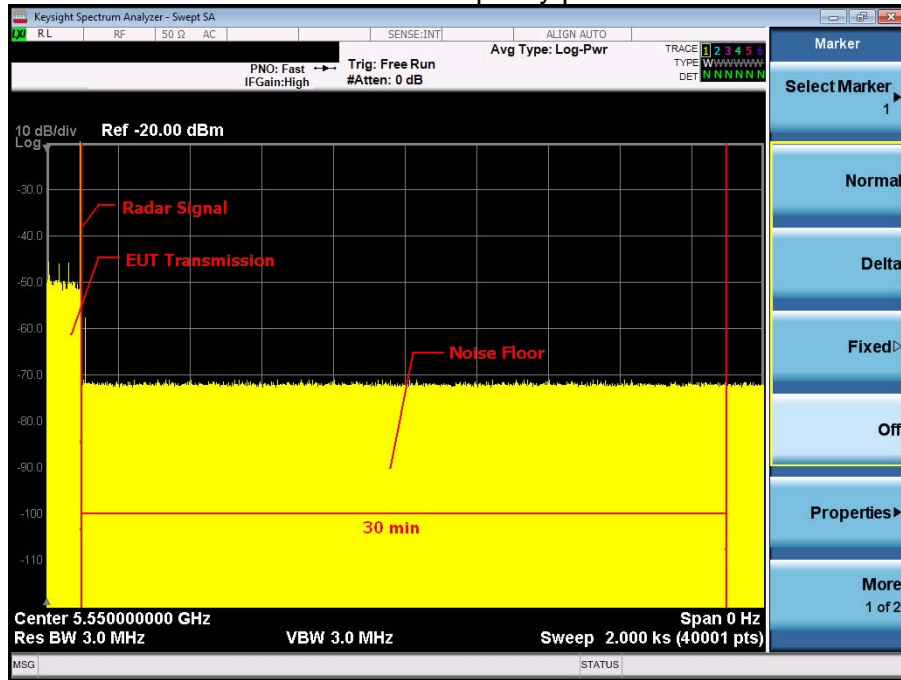 Keysight Spectrum Analyzer - Swept SA
LXI RL RF 50 Ω AC SENSE:INT ALIGN AUTO
Avg Type: Log-Pwr
TRACE 1 2 3 4 5 6
TYPE WWWWWWW
DET N N N N N N
PNO: Fast
IFGain:High
Trig: Free Run
#Atten: 0 dB
10 dB/div
Log
Ref -20.00 dBm
-30.0
-40.0
-50.0
-60.0
-70.0
-80.0
-90.0
-100
-110
Radar Signal
EUT Transmission
Noise Floor
30 min
Center 5.550000000 GHz
Span 0 Hz
Res BW 3.0 MHz
VBW 3.0 MHz
Sweep 2.000 ks (40001 pts)
MSG
STATUS
Marker
Select Marker
1
Normal
Delta
Fixed
Off
Properties
More
1 of 2